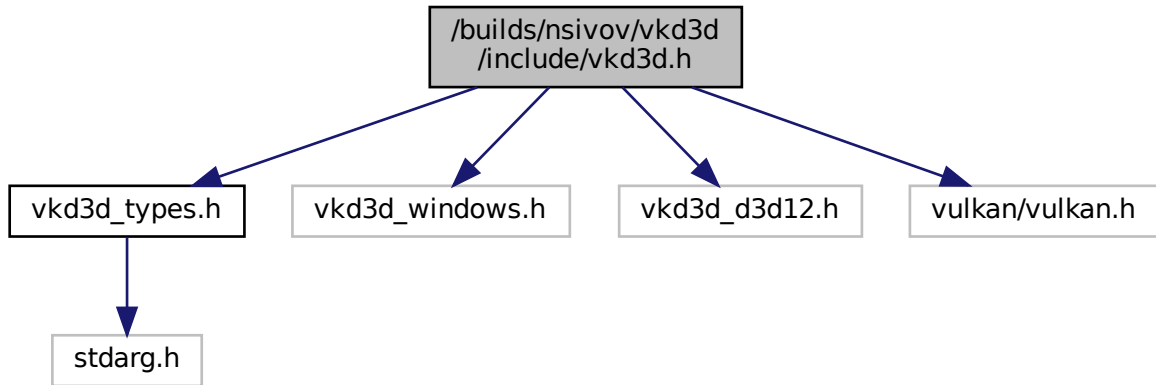 /builds/nsivov/vkd3d
/include/vkd3d.h
vkd3d_types.h
vkd3d_windows.h
vkd3d_d3d12.h
vulkan/vulkan.h
stdarg.h